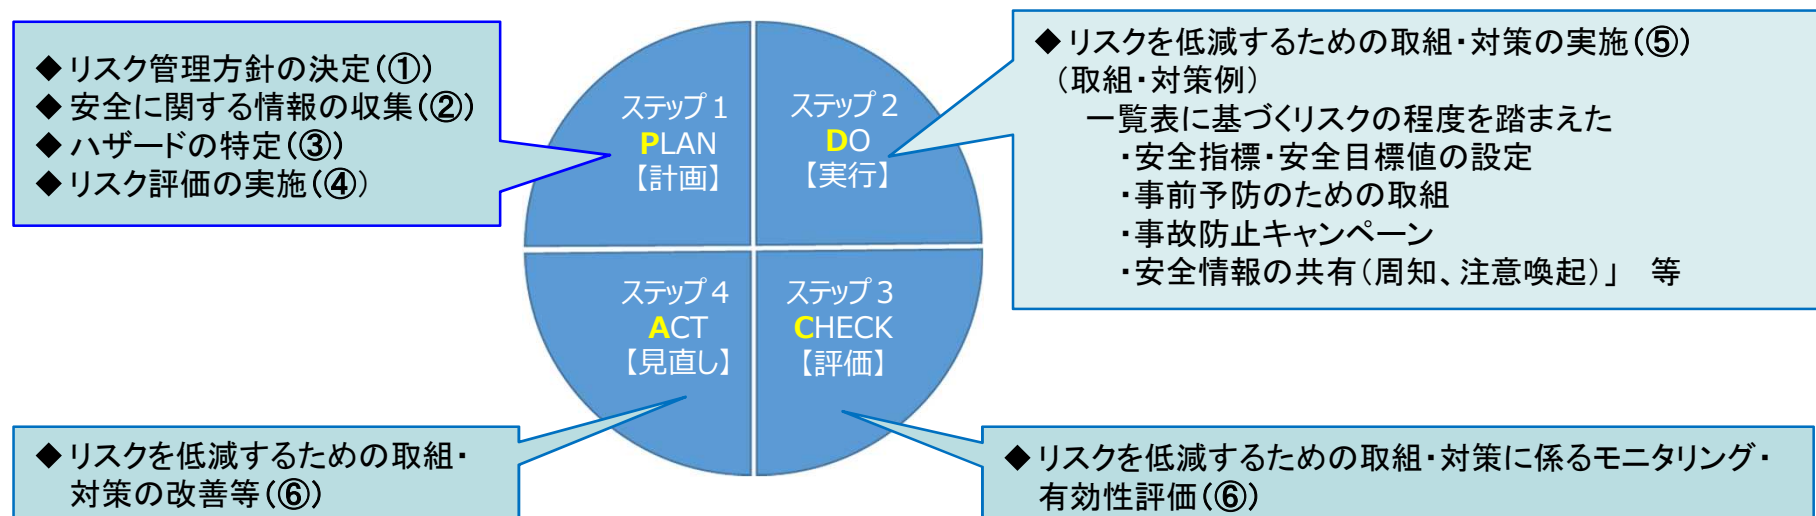 ◆リスク管理方針の決定(①)
◆安全に関する情報の収集(②)
◆ハザードの特定(③)
◆リスク評価の実施(④)
ステップ1
PLAN
【計画】
ステップ2
DO
【実行】
◆リスクを低減するための取組・対策の実施(⑤)
(取組・対策例)
一覧表に基づくリスクの程度を踏まえた
・安全指標・安全目標値の設定
・事前予防のための取組
・事故防止キャンペーン
・安全情報の共有(周知、注意喚起)」 等
ステップ4
ACT
【見直し】
ステップ3
CHECK
【評価】
◆リスクを低減するための取組・
対策の改善等(⑥)
◆リスクを低減するための取組・対策に係るモニタリング・
有効性評価(⑥)